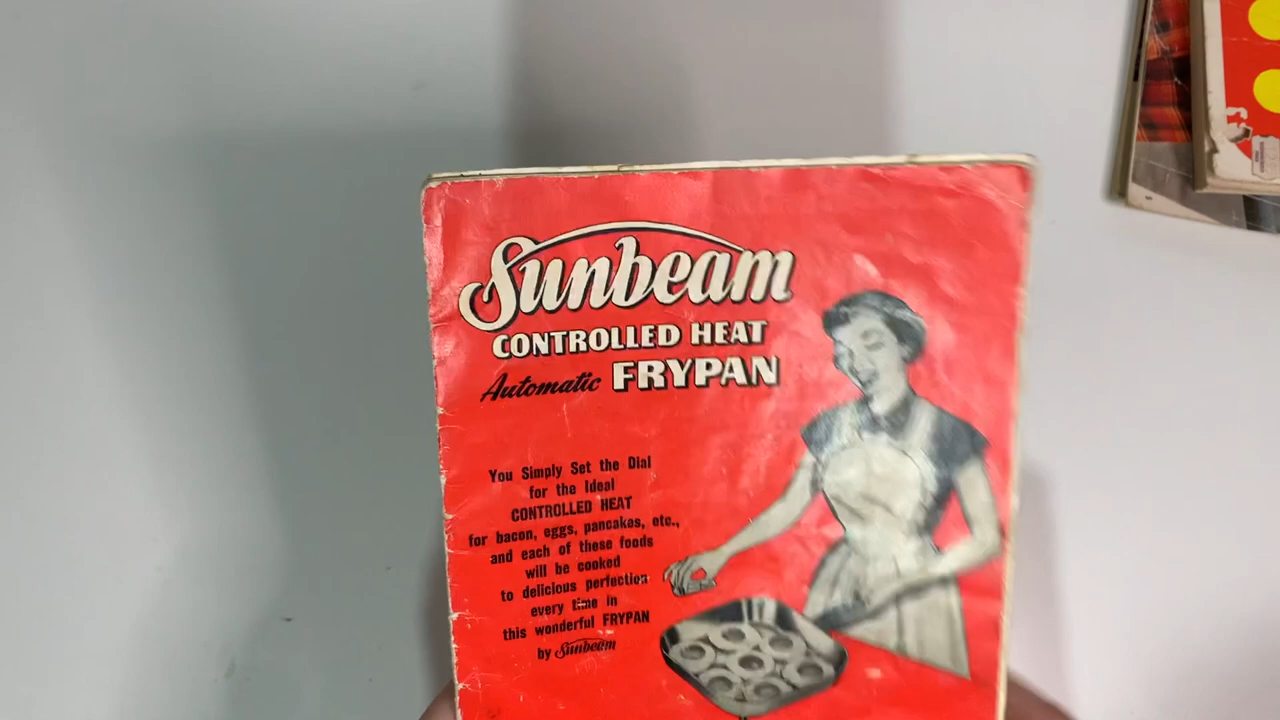 Sunbeam
CONTROLLED HEAT
Automatic FRYPAN
You Simply Set the Dial
for the Ideal
CONTROLLED HEAT
for bacon, eggs, pancakes, etc.,
and each of these foods
will be cooked
to delicious perfection
every time in
this wonderful FRYPAN
by Sunbeam